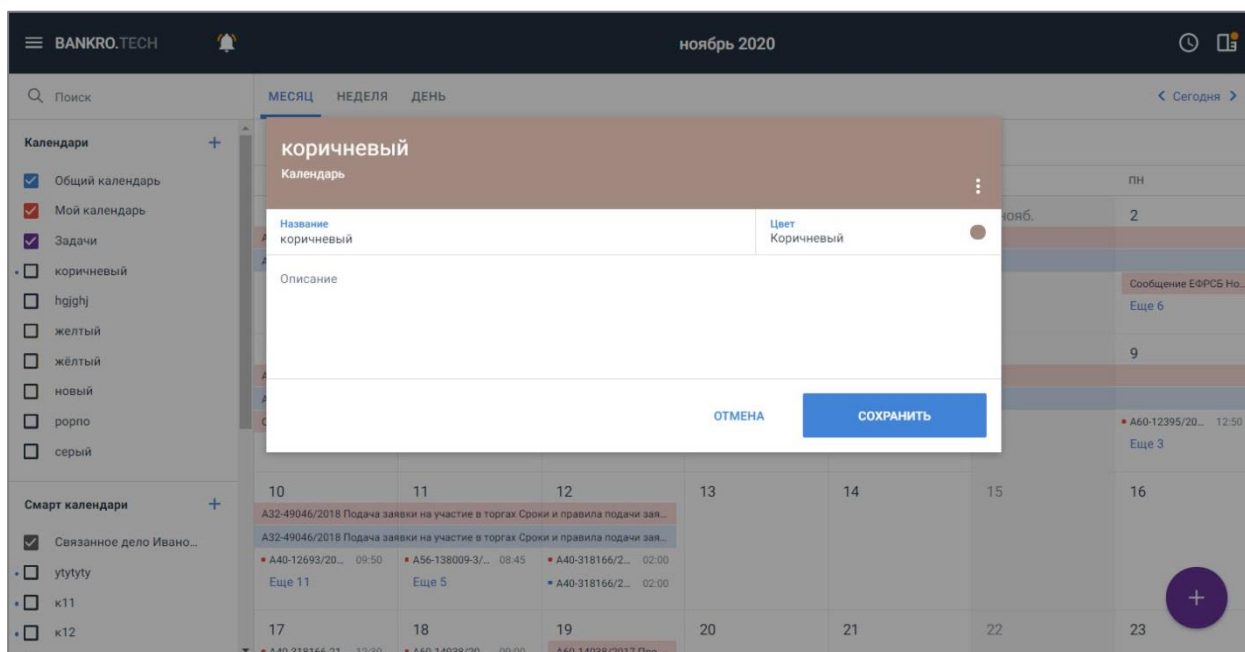 BANKRO.TECH
ноябрь 2020
Поиск
МЕСЯЦ НЕДЕЛЯ ДЕНЬ
Сегодня
Календари +
Общий календарь
Мой календарь
Задачи
коричневый
hgjghj
желтый
жёлтый
новый
рорпо
серый
Смарт календари +
Связанное дело Ивано...
ytytyty
к11
к12
коричневый
Календарь
Название
коричневый
Цвет
Коричневый
Описание
ОТМЕНА СОХРАНИТЬ
ПН
нояб. 2
Сообщение ЕФРСБ Но...
Еще 6
9
А60-12395/20... 12:50
Еще 3
10 11 12 13 14 15 16
А32-49046/2018 Подача заявки на участие в торгах Сроки и правила подачи зая...
А32-49046/2018 Подача заявки на участие в торгах Сроки и правила подачи зая...
А40-12693/20... 09:50 А56-138009-3/... 08:45 А40-318166/2... 02:00
Еще 11 Еще 5 А40-318166/2... 02:00
+
17 18 19 20 21 22 23